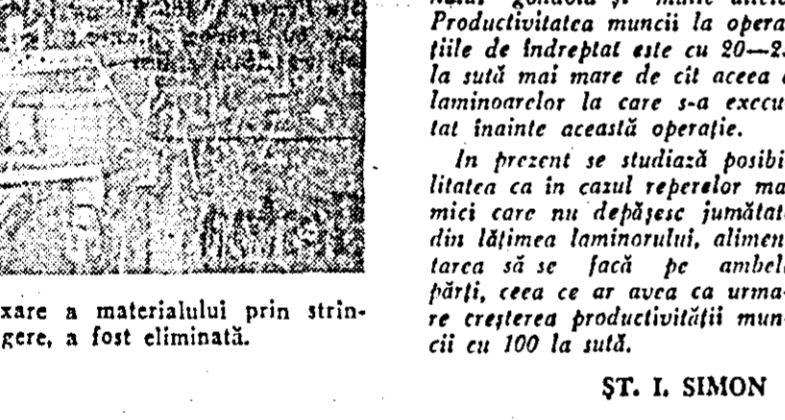 xare a materialului prin strin-
gere, a fost eliminată.
Productivitatea muncii la opera-
țiile de îndreptat este cu 20—2
la sută mai mare de cît aceea
laminoarelor la care s-a execu-
tat înainte această operație.
In prezent se studiază posibi-
litatea ca în cazul reperelor ma
mici care nu depășesc jumătat
din lățimea laminorului, alimen-
tarea să se facă pe ambel
părți, ceea ce ar avea ca urma-
re creșterea productivității mun-
cii cu 100 la sută.
ȘT. I. SIMON